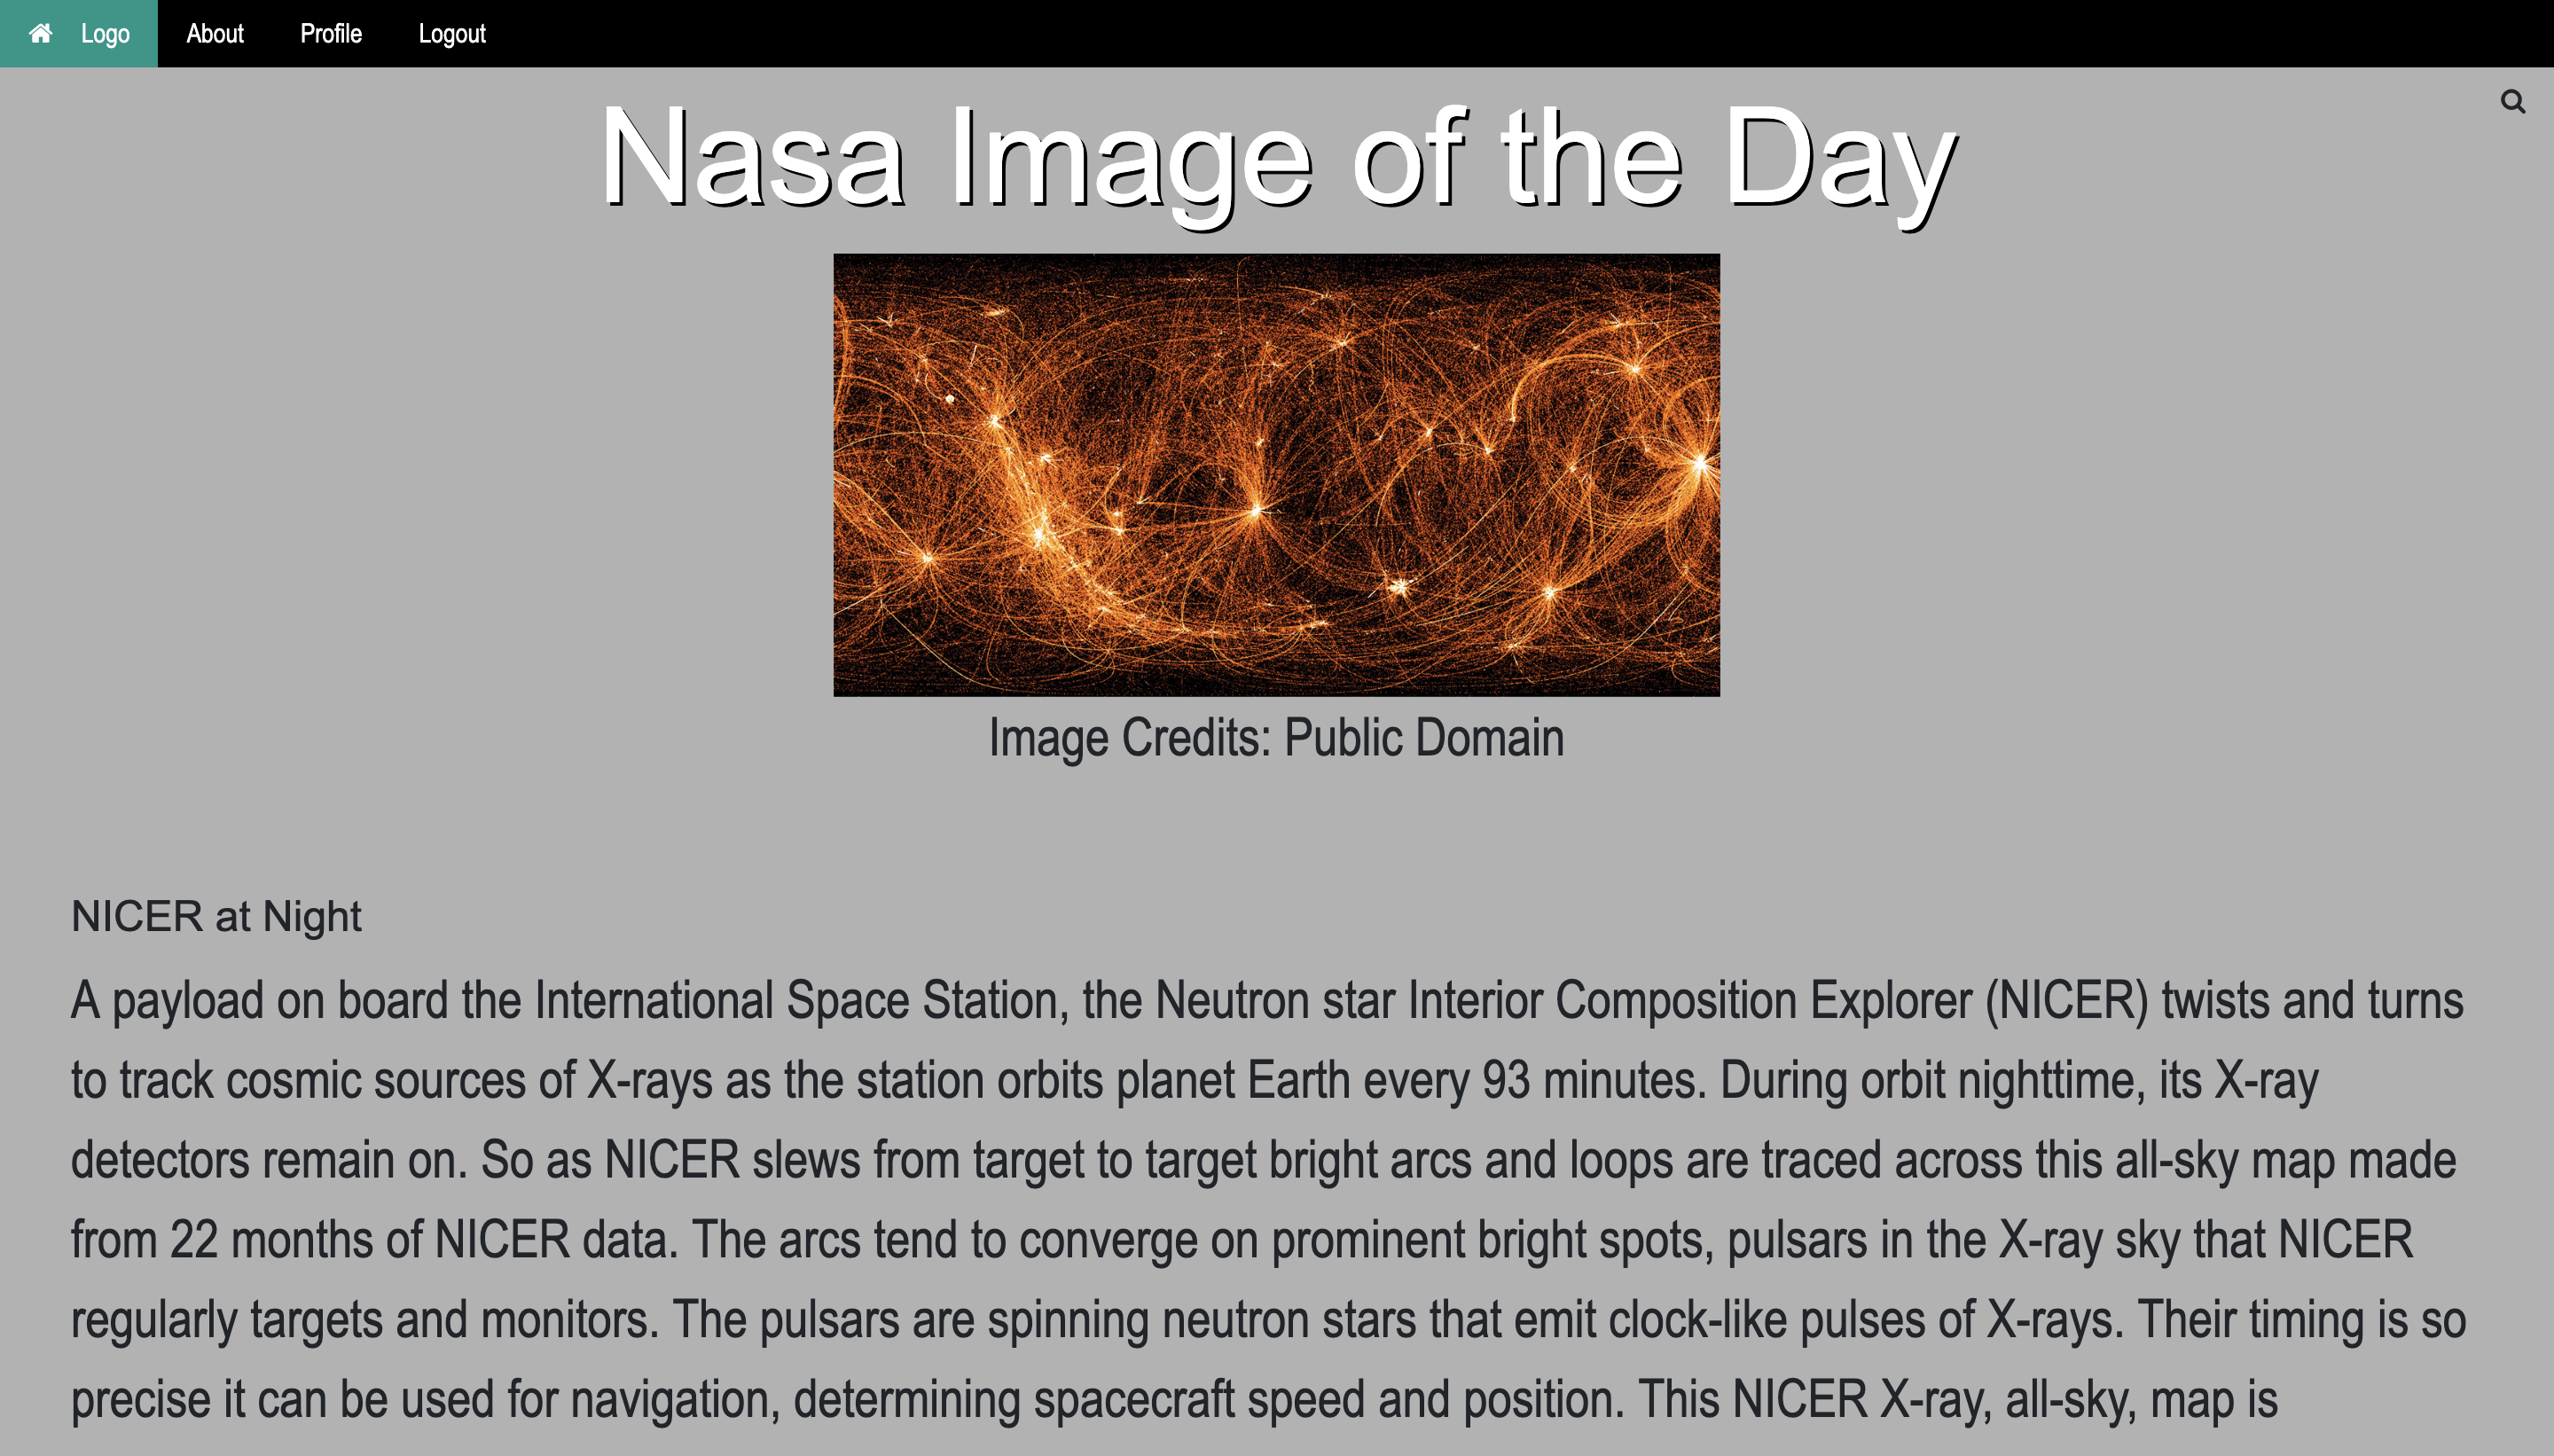 Logo About Profile Logout
Nasa Image of the Day
Image Credits: Public Domain
NICER at Night
A payload on board the International Space Station, the Neutron star Interior Composition Explorer (NICER) twists and turns
to track cosmic sources of X-rays as the station orbits planet Earth every 93 minutes. During orbit nighttime, its X-ray
detectors remain on. So as NICER slews from target to target bright arcs and loops are traced across this all-sky map made
from 22 months of NICER data. The arcs tend to converge on prominent bright spots, pulsars in the X-ray sky that NICER
regularly targets and monitors. The pulsars are spinning neutron stars that emit clock-like pulses of X-rays. Their timing is so
precise it can be used for navigation, determining spacecraft speed and position. This NICER X-ray, all-sky, map is